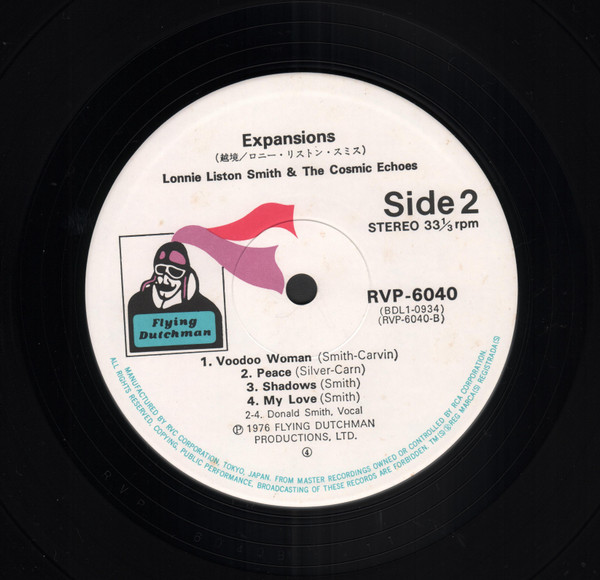 Expansions
(越境／ロニー・リストン・スミス)
Lonnie Liston Smith & The Cosmic Echoes
Side 2
STEREO 33⅓ rpm
Flying
Dutchman
RVP-6040
(BDL1-0934)
(RVP-6040-B)
1. Voodoo Woman (Smith-Carvin)
2. Peace (Silver-Carn)
3. Shadows (Smith)
4. My Love (Smith)
2-4. Donald Smith, Vocal
Ⓟ 1976 FLYING DUTCHMAN
PRODUCTIONS, LTD.
④
MANUFACTURED BY RVC CORPORATION, TOKYO, JAPAN, FROM MASTER RECORDINGS OWNED OR CONTROLLED BY RCA CORPORATION.
ALL RIGHTS RESERVED, COPYING, PUBLIC PERFORMANCE, BROADCASTING OF THESE RECORDS ARE FORBIDDEN. TM(S)®REG MARCA(S) REGISTRADA(S)